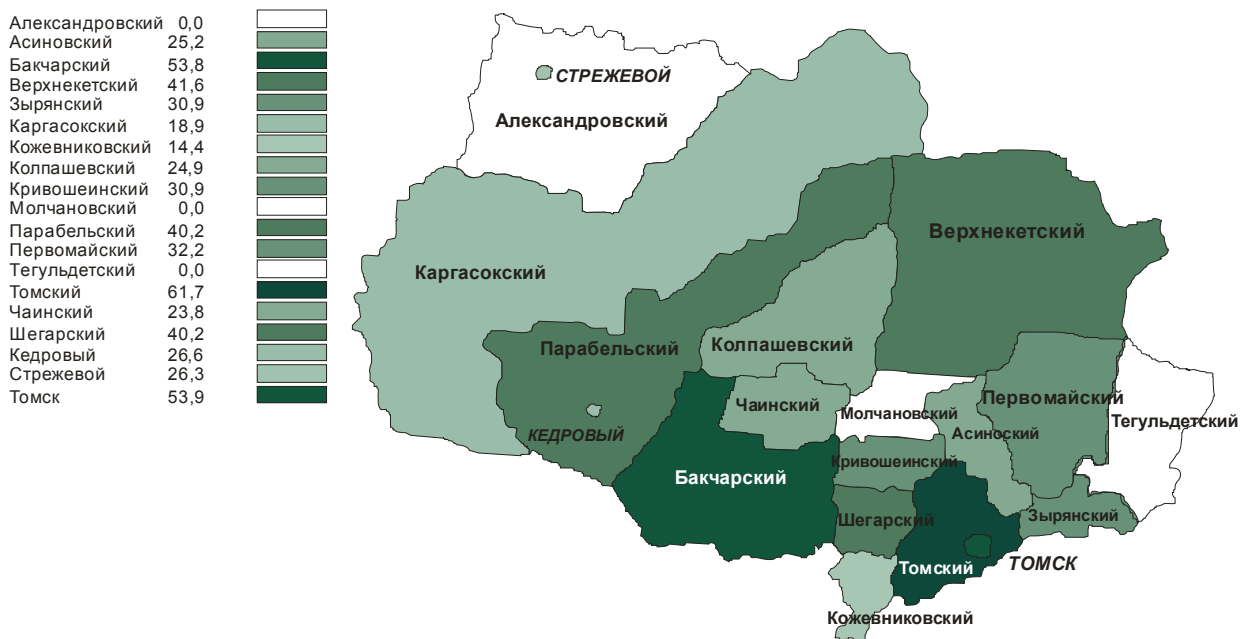 Александровский 0,0
Асиновский 25,2
Бакчарский 53,8
Верхнекетский 41,6
Зырянский 30,9
Каргасокский 18,9
Кожевниковский 14,4
Колпашевский 24,9
Кривошеинский 30,9
Молчановский 0,0
Парабельский 40,2
Первомайский 32,2
Тегульдетский 0,0
Томский 61,7
Чаинский 23,8
Шегарский 40,2
Кедровый 26,6
Стрежевой 26,3
Томск 53,9
СТРЕЖЕВОЙ
Александровский
Верхнекетский
Каргасокский
Парабельский
Колпашевский
Чаинский
Молчановский
Первомайский
Тегульдетский
КЕДРОВЫЙ
Асиноский
Бакчарский
Кривошеинский
Шегарский
Зырянский
Томский
ТОМСК
Кожевниковский